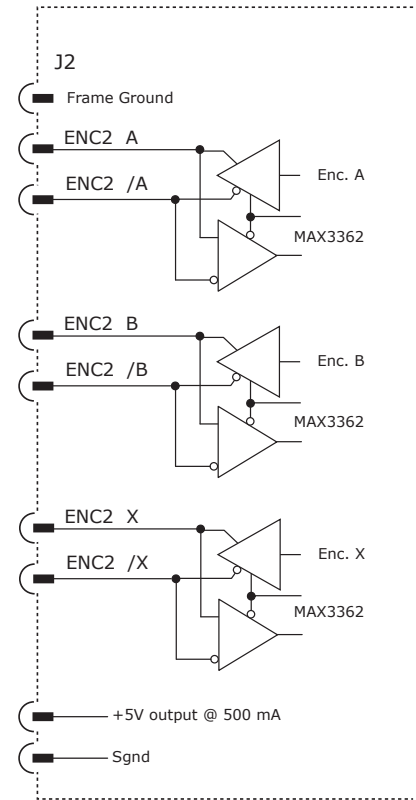 J2
Frame Ground
ENC2 A
ENC2 /A
Enc. A
MAX3362
ENC2 B
ENC2 /B
Enc. B
MAX3362
ENC2 X
ENC2 /X
Enc. X
MAX3362
+5V output @ 500 mA
Sgnd